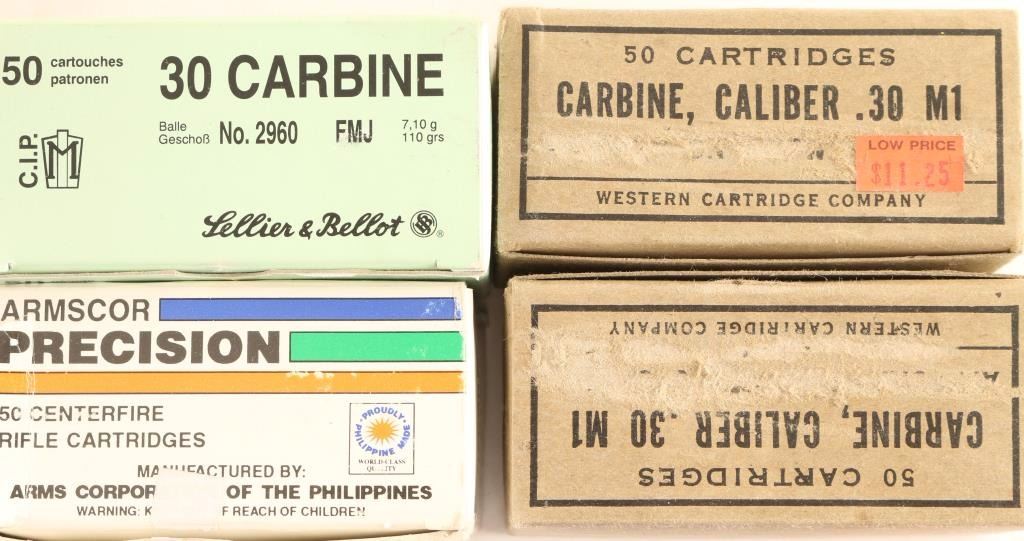 50 cartouches
patronen
30 CARBINE
Balle
Geschoß No. 2960 FMJ 7,10 g
110 grs
C.I.P.
M
Sellier & Bellot ®
50 CARTRIDGES
CARBINE, CALIBER .30 M1
LOW PRICE
$11.25
WESTERN CARTRIDGE COMPANY
ARMSCOR
PRECISION
50 CENTERFIRE
RIFLE CARTRIDGES
PROUDLY
PHILIPPINE MADE
WORLD-CLASS
QUALITY
MANUFACTURED BY:
ARMS OF THE PHILIPPINES
WARNING: OF REACH OF CHILDREN
50 CARTRIDGES
CARBINE, CALIBER .30 M1
WESTERN CARTRIDGE COMPANY